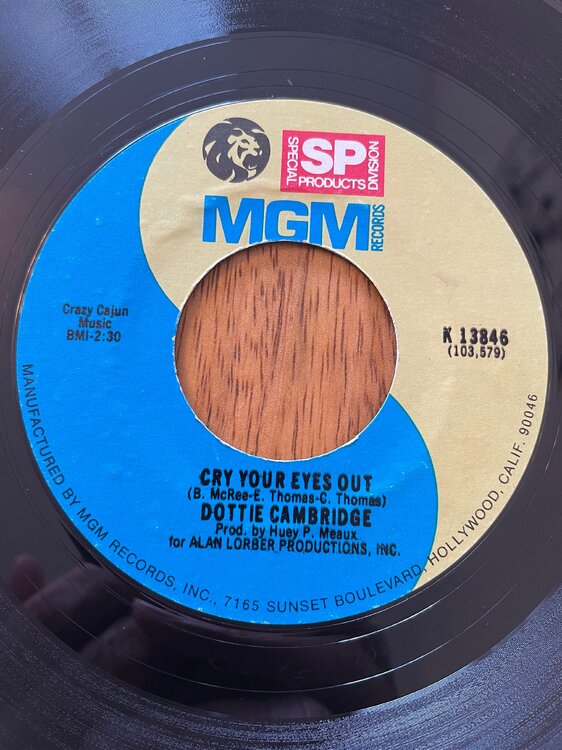 SPECIAL
SP
PRODUCTS
DIVISION
MGM
RECORDS
Crazy Cajun
Music
BMI-2:30
K 13846
(103,579)
CRY YOUR EYES OUT
(B. McRee-E. Thomas-C. Thomas)
DOTTIE CAMBRIDGE
Prod. by Huey P. Meaux
for ALAN LORBER PRODUCTIONS, INC.
MANUFACTURED BY MGM RECORDS, INC., 7165 SUNSET BOULEVARD, HOLLYWOOD, CALIF. 90046